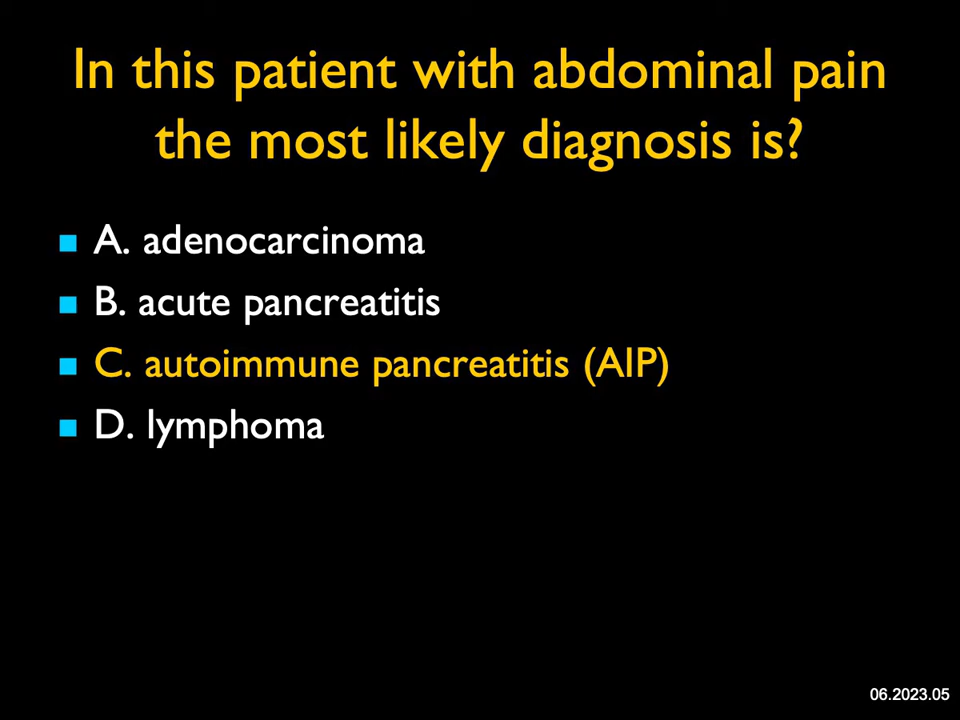 In this patient with abdominal pain
the most likely diagnosis is?
A. adenocarcinoma
B. acute pancreatitis
C. autoimmune pancreatitis (AIP)
D. lymphoma
06.2023.05